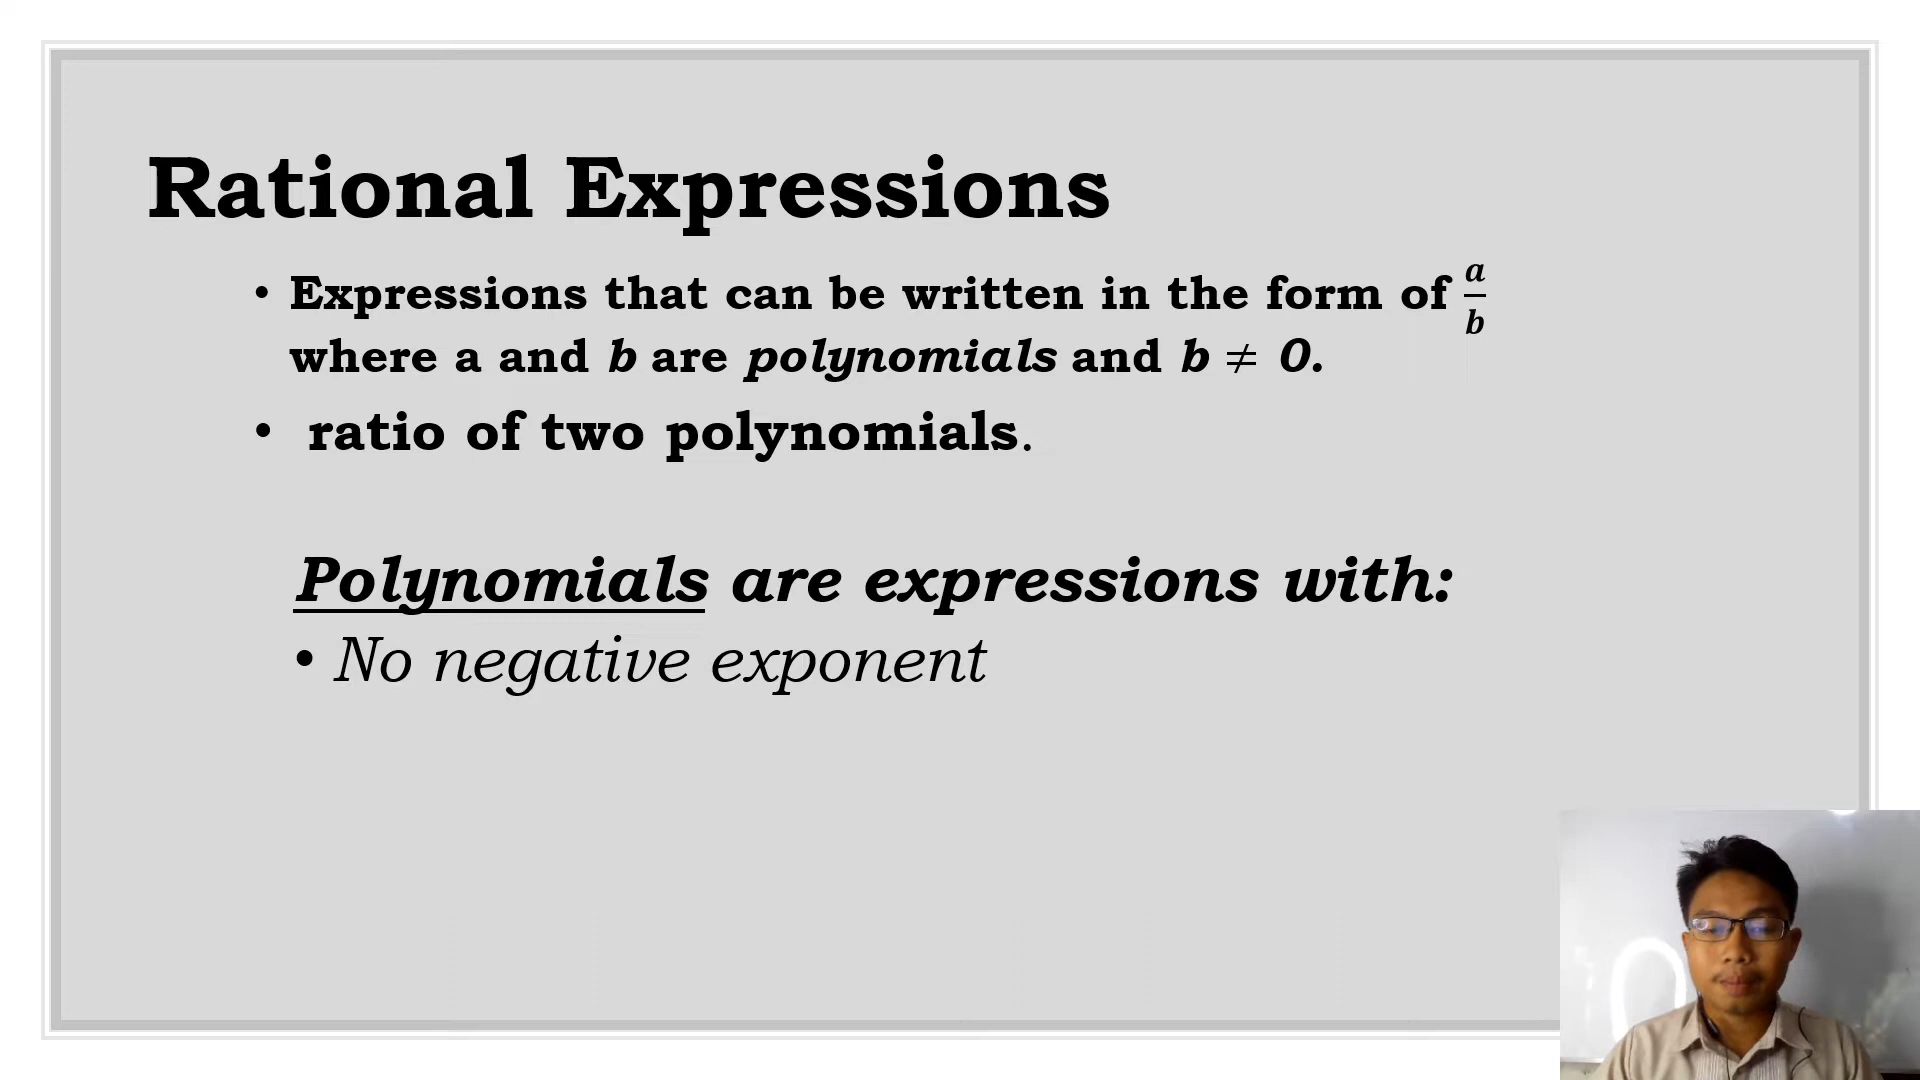 Rational Expressions
• Expressions that can be written in the form of a/b
where a and b are polynomials and b ≠ 0.
• ratio of two polynomials.
Polynomials are expressions with:
• No negative exponent